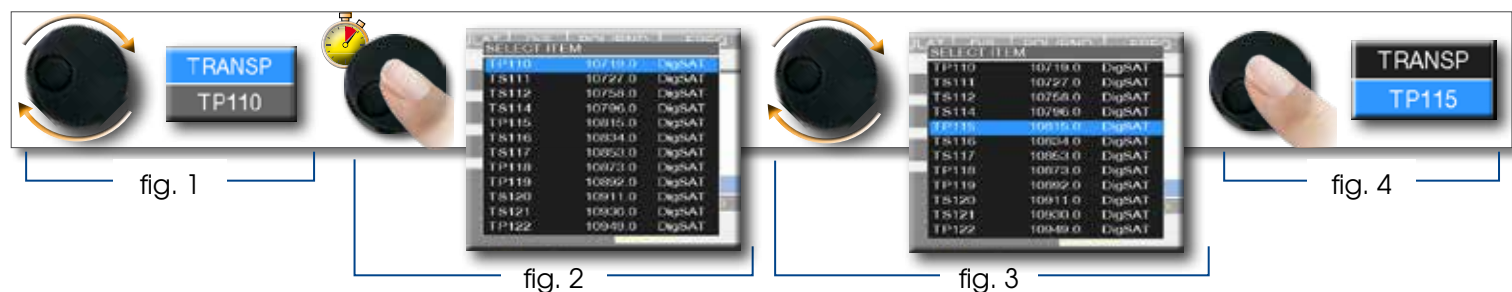 TRANSP
TP110
SELECT ITEM
TP110 10719.0 DigSAT
TS111 10727.0 DigSAT
TS112 10758.0 DigSAT
TS114 10796.0 DigSAT
TP115 10815.0 DigSAT
TS116 10834.0 DigSAT
TS117 10853.0 DigSAT
TP118 10873.0 DigSAT
TP119 10892.0 DigSAT
TS120 10911.0 DigSAT
TS121 10930.0 DigSAT
TP122 10949.0 DigSAT
SELECT ITEM
TP110 10719.0 DigSAT
TS111 10727.0 DigSAT
TS112 10758.0 DigSAT
TS114 10796.0 DigSAT
TP115 10815.0 DigSAT
TS116 10834.0 DigSAT
TS117 10853.0 DigSAT
TP118 10873.0 DigSAT
TP119 10892.0 DigSAT
TS120 10911.0 DigSAT
TS121 10930.0 DigSAT
TP122 10949.0 DigSAT
TRANSP
TP115
fig. 1
fig. 2
fig. 3
fig. 4